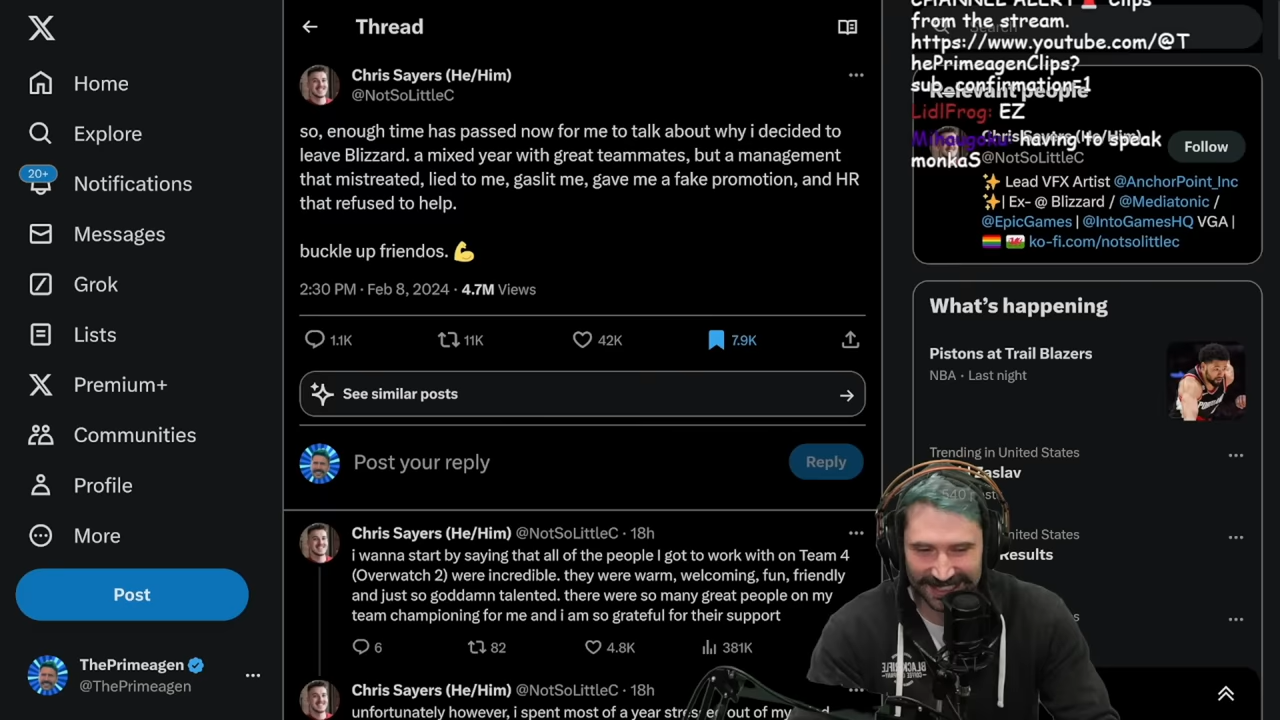 Home
Explore
20+
Notifications
Messages
Grok
Lists
Premium+
Communities
Profile
More
Post
ThePrimeagen
@ThePrimeagen
Thread
Chris Sayers (He/Him)
@NotSoLittleC
so, enough time has passed now for me to talk about why i decided to
leave Blizzard. a mixed year with great teammates, but a management
that mistreated, lied to me, gaslit me, gave me a fake promotion, and HR
that refused to help.
buckle up friendos. 💪
2:30 PM · Feb 8, 2024 · 4.7M Views
1.1K 11K 42K 7.9K
See similar posts
Post your reply
Reply
Chris Sayers (He/Him) @NotSoLittleC · 18h
i wanna start by saying that all of the people I got to work with on Team 4
(Overwatch 2) were incredible. they were warm, welcoming, fun, friendly
and just so goddamn talented. there were so many great people on my
team championing for me and i am so grateful for their support
6 82 4.8K 381K
Chris Sayers (He/Him) @NotSoLittleC · 18h
unfortunately however, i spent most of a year stressed out of my
CHANNEL ALERT🚨 Clips
from the stream.
https://www.youtube.com/@T
hePrimeagenClips?
sub_confirmation=1
LidlFrog: EZ
Mihaugoku: having to speak
monkaS
Search
Relevant people
Chris Sayers (He/Him)
@NotSoLittleC
Follow
✨ Lead VFX Artist @AnchorPoint_Inc
✨| Ex- @ Blizzard / @Mediatonic /
@EpicGames | @IntoGamesHQ VGA |
🏳️‍🌈 🏴󠁧󠁢󠁷󠁬󠁳󠁿 ko-fi.com/notsolittlec
What's happening
Pistons at Trail Blazers
NBA · Last night
Trending in United States
Zaslav
United States
Results